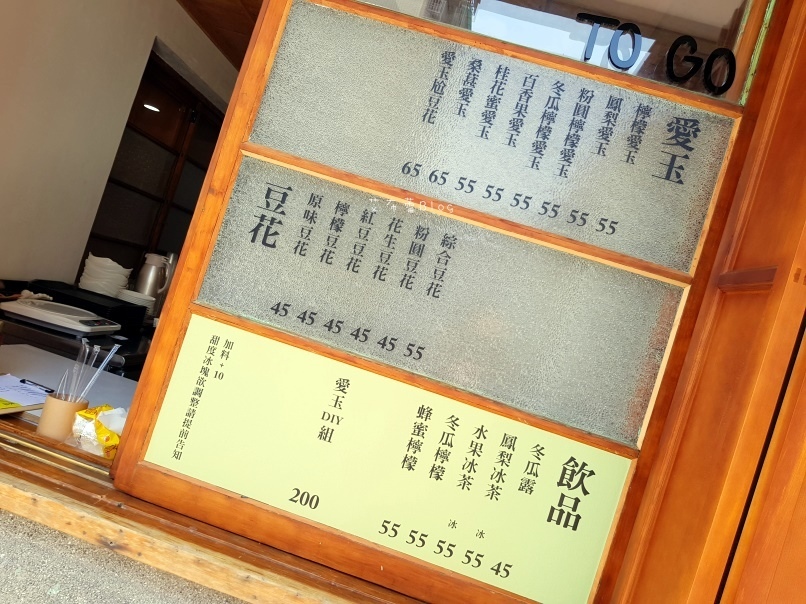 TO GO
愛玉
檸檬愛玉 55
鳳梨愛玉 55
粉圓檸檬愛玉 55
冬瓜檸檬愛玉 55
百香果愛玉 55
桂花蜜愛玉 55
桑葚愛玉 65
愛玉尬豆花 65
豆花
原味豆花 45
檸檬豆花 45
紅豆豆花 45
花生豆花 45
粉圓豆花 45
綜合豆花 55
飲品
冬瓜露 45
鳳梨冰茶 冰 55
水果冰茶 冰 55
冬瓜檸檬 55
蜂蜜檸檬 55
愛玉DIY組 200
加料+10
甜度冰塊欲調整請提前告知
Blog